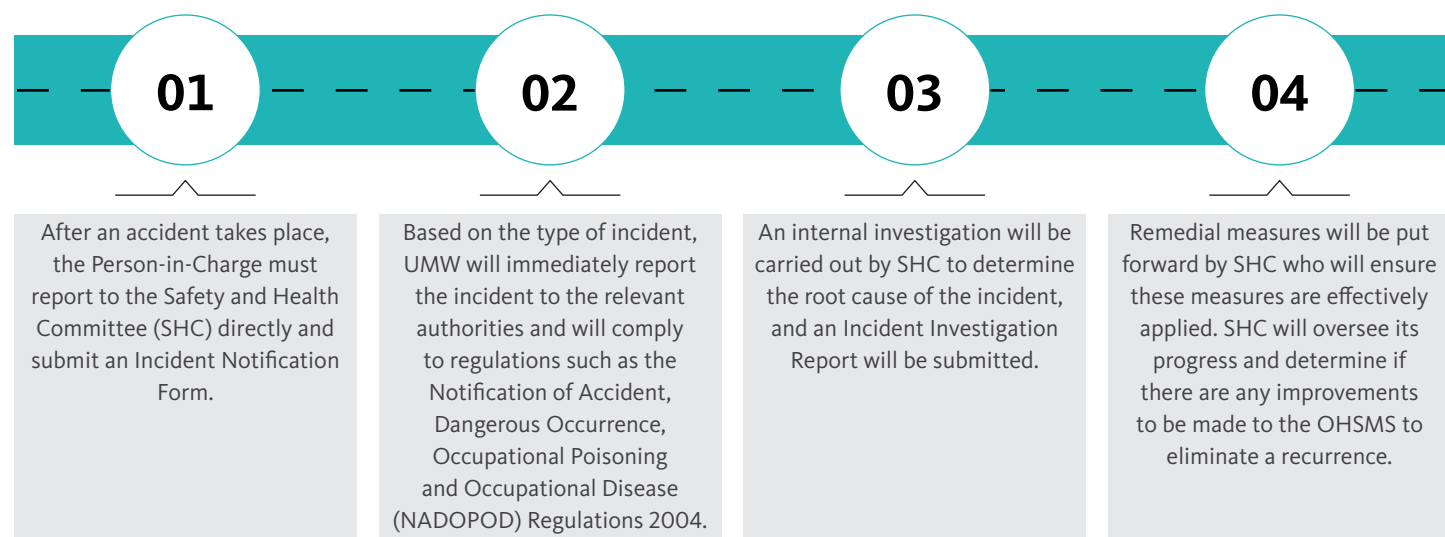 01
After an accident takes place,
the Person-in-Charge must
report to the Safety and Health
Committee (SHC) directly and
submit an Incident Notification
Form.
02
Based on the type of incident,
UMW will immediately report
the incident to the relevant
authorities and will comply
to regulations such as the
Notification of Accident,
Dangerous Occurrence,
Occupational Poisoning
and Occupational Disease
(NADOPOD) Regulations 2004.
03
An internal investigation will be
carried out by SHC to determine
the root cause of the incident,
and an Incident Investigation
Report will be submitted.
04
Remedial measures will be put
forward by SHC who will ensure
these measures are effectively
applied. SHC will oversee its
progress and determine if
there are any improvements
to be made to the OHSMS to
eliminate a recurrence.